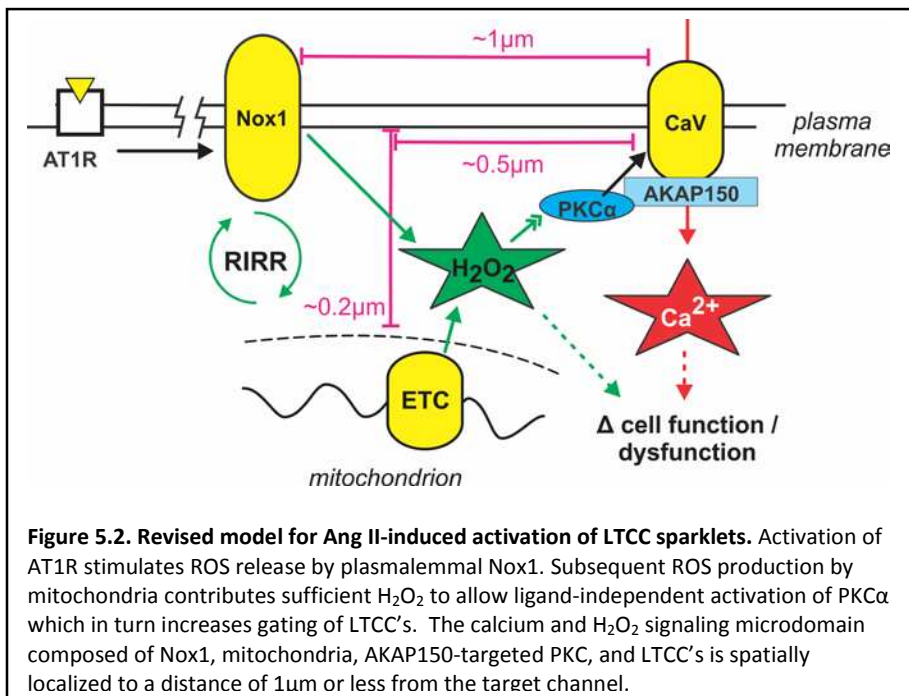 ~1µm
Nox1
CaV
AT1R
plasma
membrane
~0.5µm
PKCα
AKAP150
RIRR
H₂O₂
~0.2µm
Ca²⁺
ETC
Δ cell function /
dysfunction
mitochondrion
Figure 5.2. Revised model for Ang II-induced activation of LTCC sparklets. Activation of
AT1R stimulates ROS release by plasmalemmal Nox1. Subsequent ROS production by
mitochondria contributes sufficient H₂O₂ to allow ligand-independent activation of PKCα
which in turn increases gating of LTCC's. The calcium and H₂O₂ signaling microdomain
composed of Nox1, mitochondria, AKAP150-targeted PKC, and LTCC's is spatially
localized to a distance of 1µm or less from the target channel.